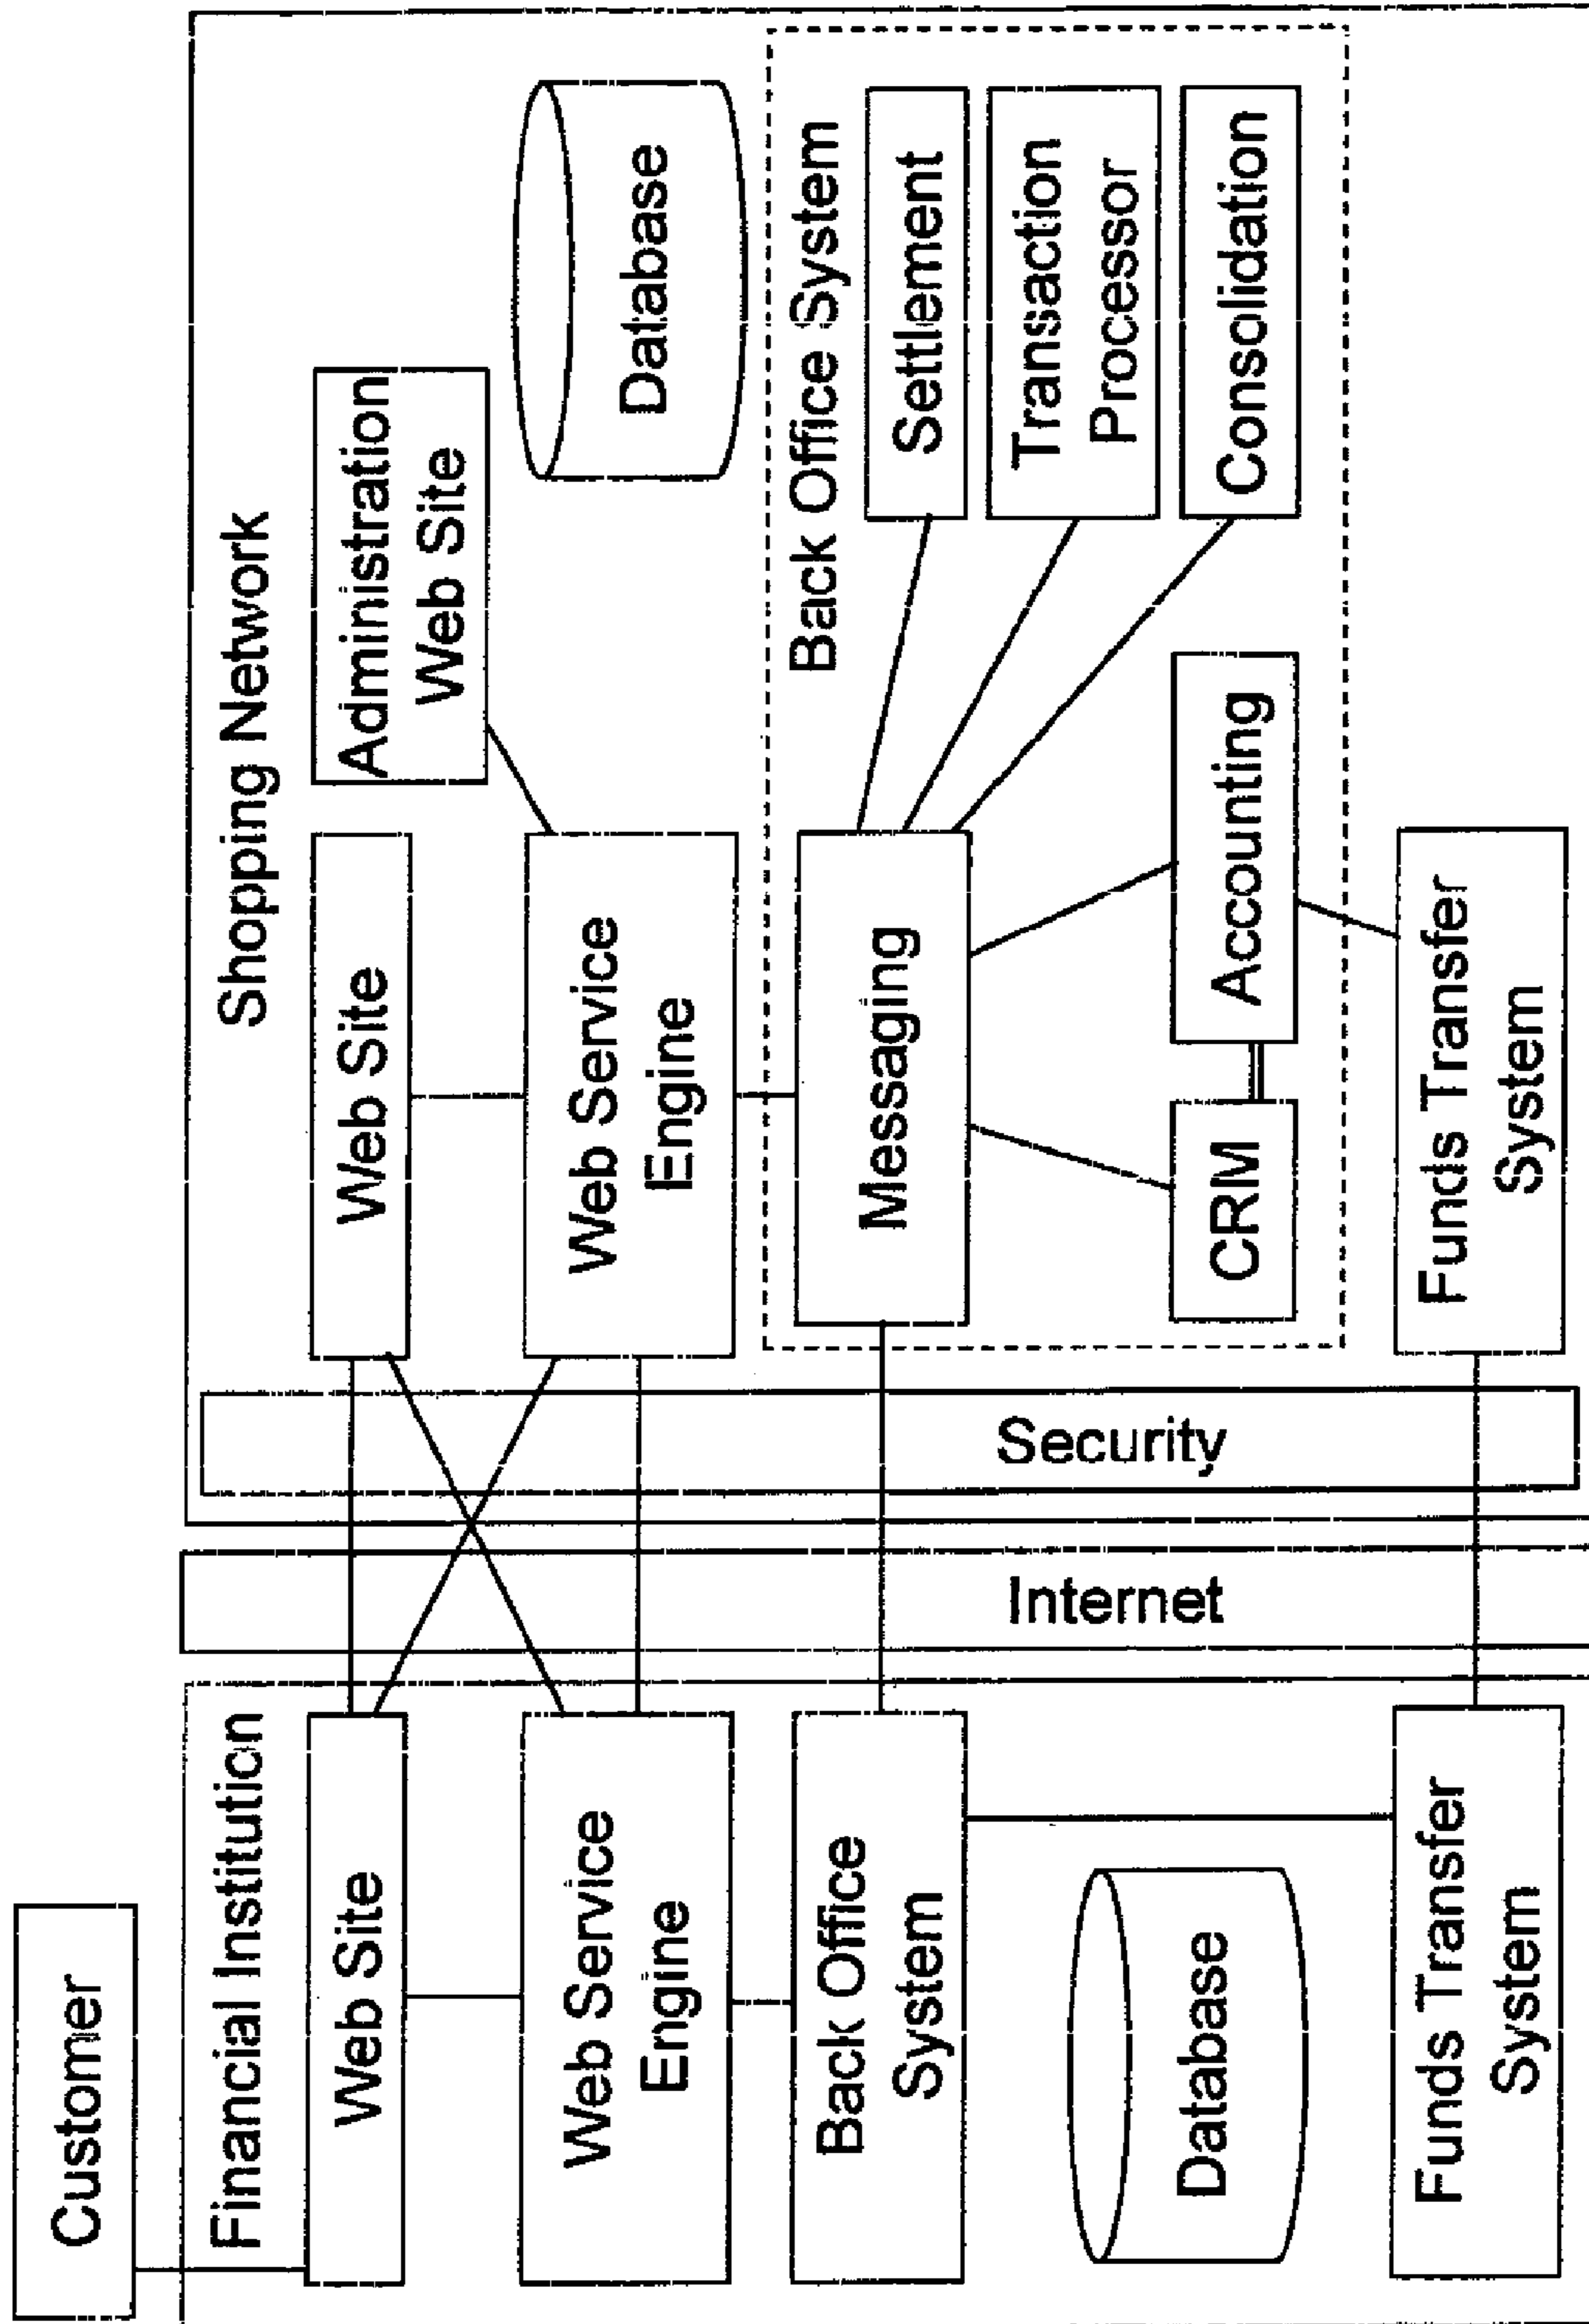 Customer
Financial Institution
Web Site
Web Service
Engine
Back Office
System
Database
Funds Transfer
System
Internet
Security
Shopping Network
Web Site
Administration
Web Site
Web Service
Engine
Database
Back Office System
Messaging
Settlement
Transaction
Processor
Consolidation
CRM
Accounting
Funds Transfer
System